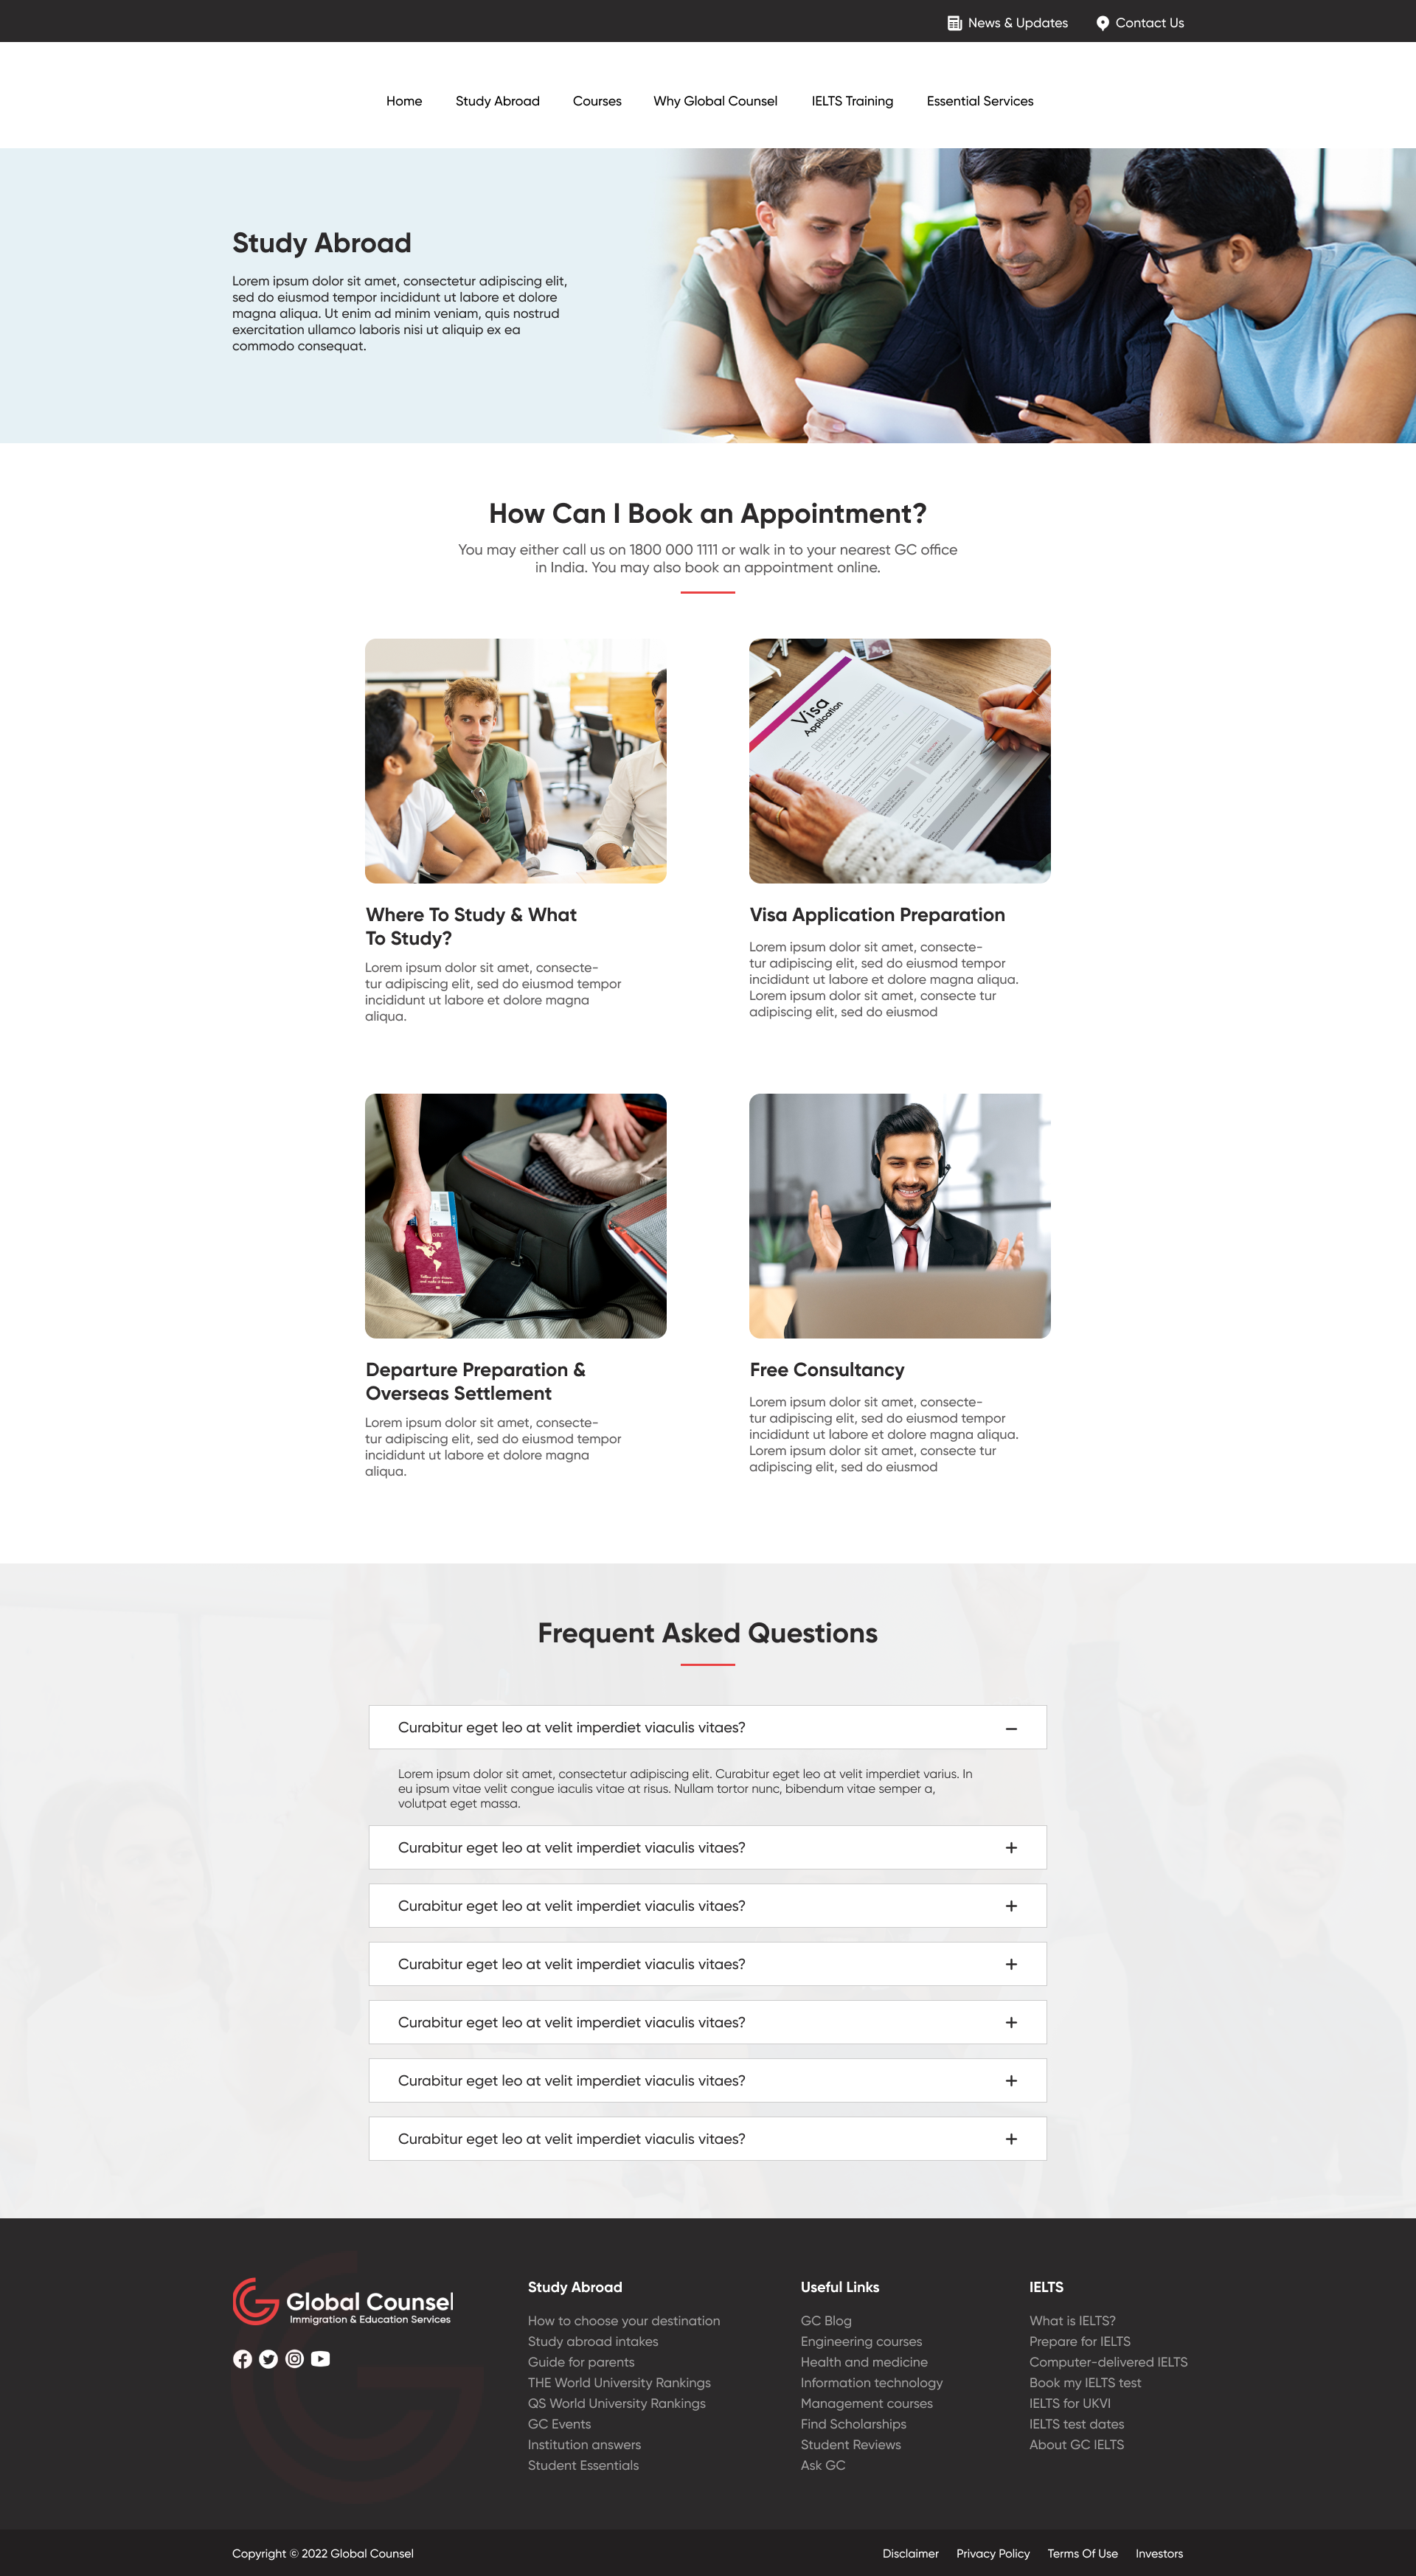 News & Updates
Contact Us
Home
Study Abroad
Courses
Why Global Counsel
IELTS Training
Essential Services
Study Abroad
Lorem ipsum dolor sit amet, consectetur adipiscing elit,
sed do eiusmod tempor incididunt ut labore et dolore
magna aliqua. Ut enim ad minim veniam, quis nostrud
exercitation ullamco laboris nisi ut aliquip ex ea
commodo consequat.
How Can I Book an Appointment?
You may either call us on 1800 000 1111 or walk in to your nearest GC office
in India. You may also book an appointment online.
Visa
Application
Where To Study & What
To Study?
Lorem ipsum dolor sit amet, consecte-
tur adipiscing elit, sed do eiusmod tempor
incididunt ut labore et dolore magna
aliqua.
Visa Application Preparation
Lorem ipsum dolor sit amet, consecte-
tur adipiscing elit, sed do eiusmod tempor
incididunt ut labore et dolore magna aliqua.
Lorem ipsum dolor sit amet, consecte tur
adipiscing elit, sed do eiusmod
Departure Preparation &
Overseas Settlement
Lorem ipsum dolor sit amet, consecte-
tur adipiscing elit, sed do eiusmod tempor
incididunt ut labore et dolore magna
aliqua.
Free Consultancy
Lorem ipsum dolor sit amet, consecte-
tur adipiscing elit, sed do eiusmod tempor
incididunt ut labore et dolore magna aliqua.
Lorem ipsum dolor sit amet, consecte tur
adipiscing elit, sed do eiusmod
Frequent Asked Questions
Curabitur eget leo at velit imperdiet viaculis vitaes?
Lorem ipsum dolor sit amet, consectetur adipiscing elit. Curabitur eget leo at velit imperdiet varius. In
eu ipsum vitae velit congue iaculis vitae at risus. Nullam tortor nunc, bibendum vitae semper a,
volutpat eget massa.
Curabitur eget leo at velit imperdiet viaculis vitaes?
Curabitur eget leo at velit imperdiet viaculis vitaes?
Curabitur eget leo at velit imperdiet viaculis vitaes?
Curabitur eget leo at velit imperdiet viaculis vitaes?
Curabitur eget leo at velit imperdiet viaculis vitaes?
Curabitur eget leo at velit imperdiet viaculis vitaes?
Global Counsel
Immigration & Education Services
Study Abroad
How to choose your destination
Study abroad intakes
Guide for parents
THE World University Rankings
QS World University Rankings
GC Events
Institution answers
Student Essentials
Useful Links
GC Blog
Engineering courses
Health and medicine
Information technology
Management courses
Find Scholarships
Student Reviews
Ask GC
IELTS
What is IELTS?
Prepare for IELTS
Computer-delivered IELTS
Book my IELTS test
IELTS for UKVI
IELTS test dates
About GC IELTS
Copyright © 2022 Global Counsel
Disclaimer
Privacy Policy
Terms Of Use
Investors